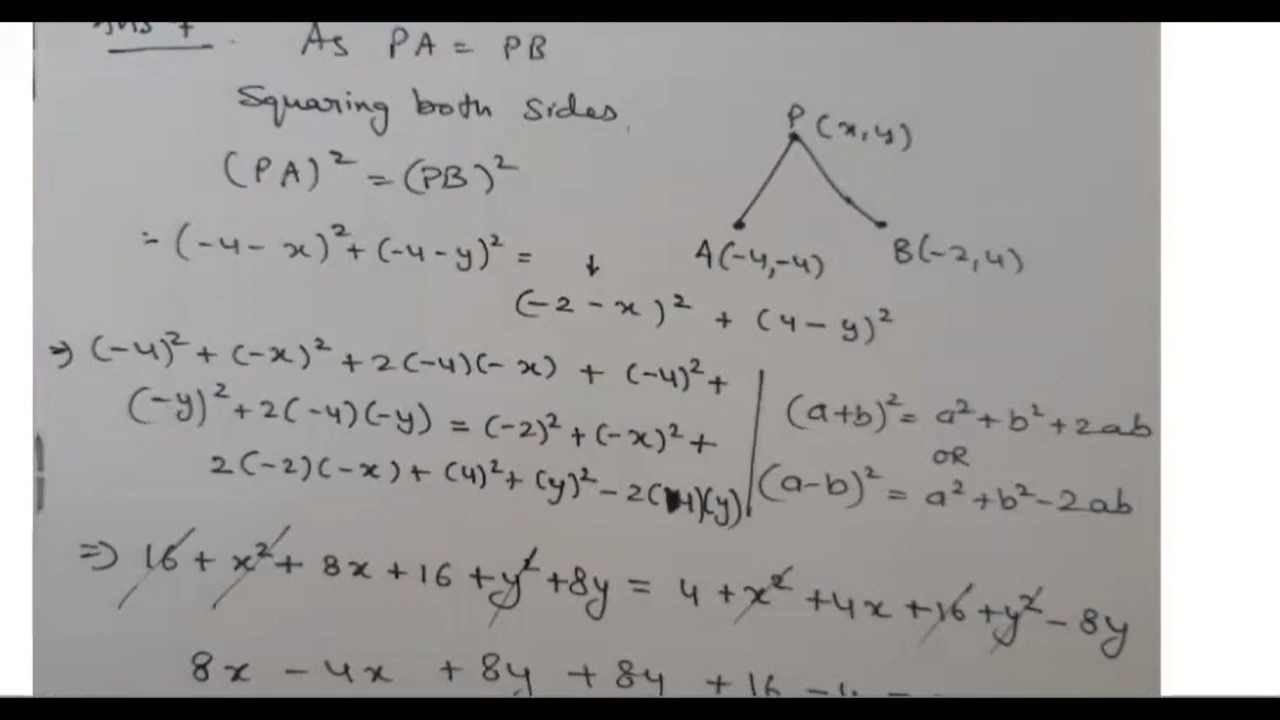 As PA = PB
Squaring both sides,
(PA)² = (PB)²
P(x,y)
A(-4,-4)
B(-2,4)
= (-4-x)² + (-4-y)² = ↓
(-2-x)² + (4-y)²
⇒ (-4)² + (-x)² + 2(-4)(-x) + (-4)² +
(-y)² + 2(-4)(-y) = (-2)² + (-x)² +
2(-2)(-x) + (4)² + (y)² - 2(4)(y)
(a+b)² = a² + b² + 2ab
OR
(a-b)² = a² + b² - 2ab
⇒ 16 + x² + 8x + 16 + y² + 8y = 4 + x² + 4x + 16 + y² - 8y
8x - 4x + 8y + 8y + 16 - 4